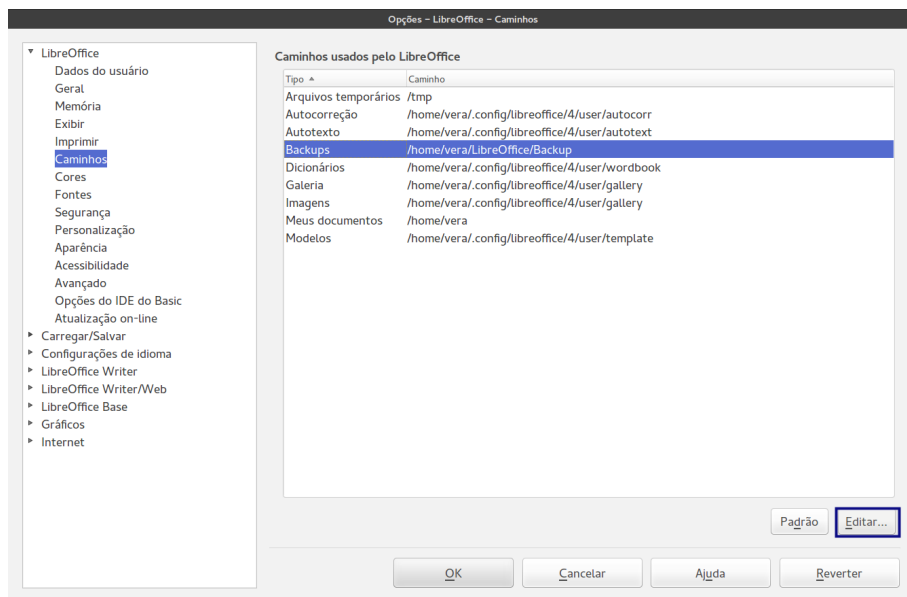 Opções – LibreOffice – Caminhos
LibreOffice
Dados do usuário
Geral
Memória
Exibir
Imprimir
Caminhos
Cores
Fontes
Segurança
Personalização
Aparência
Acessibilidade
Avançado
Opções do IDE do Basic
Atualização on-line
Carregar/Salvar
Configurações de idioma
LibreOffice Writer
LibreOffice Writer/Web
LibreOffice Base
Gráficos
Internet
Caminhos usados pelo LibreOffice
Tipo Caminho
Arquivos temporários /tmp
Autocorreção /home/vera/.config/libreoffice/4/user/autocorr
Autotexto /home/vera/.config/libreoffice/4/user/autotext
Backups /home/vera/LibreOffice/Backup
Dicionários /home/vera/.config/libreoffice/4/user/wordbook
Galeria /home/vera/.config/libreoffice/4/user/gallery
Imagens /home/vera/.config/libreoffice/4/user/gallery
Meus documentos /home/vera
Modelos /home/vera/.config/libreoffice/4/user/template
Padrão Editar...
OK Cancelar Ajuda Reverter